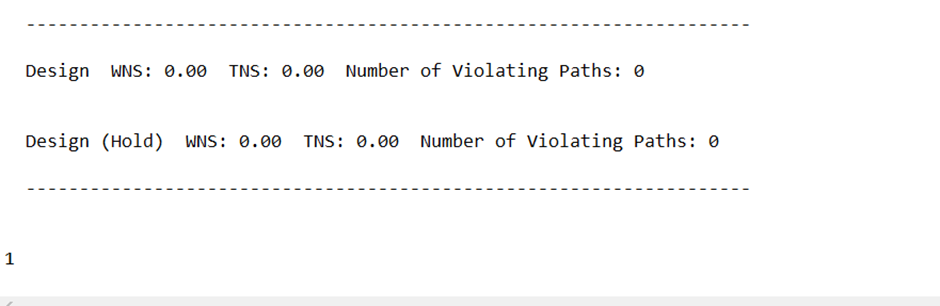 --------------------------------------------------------------------
Design  WNS: 0.00  TNS: 0.00  Number of Violating Paths: 0
Design (Hold)  WNS: 0.00  TNS: 0.00  Number of Violating Paths: 0
--------------------------------------------------------------------
1